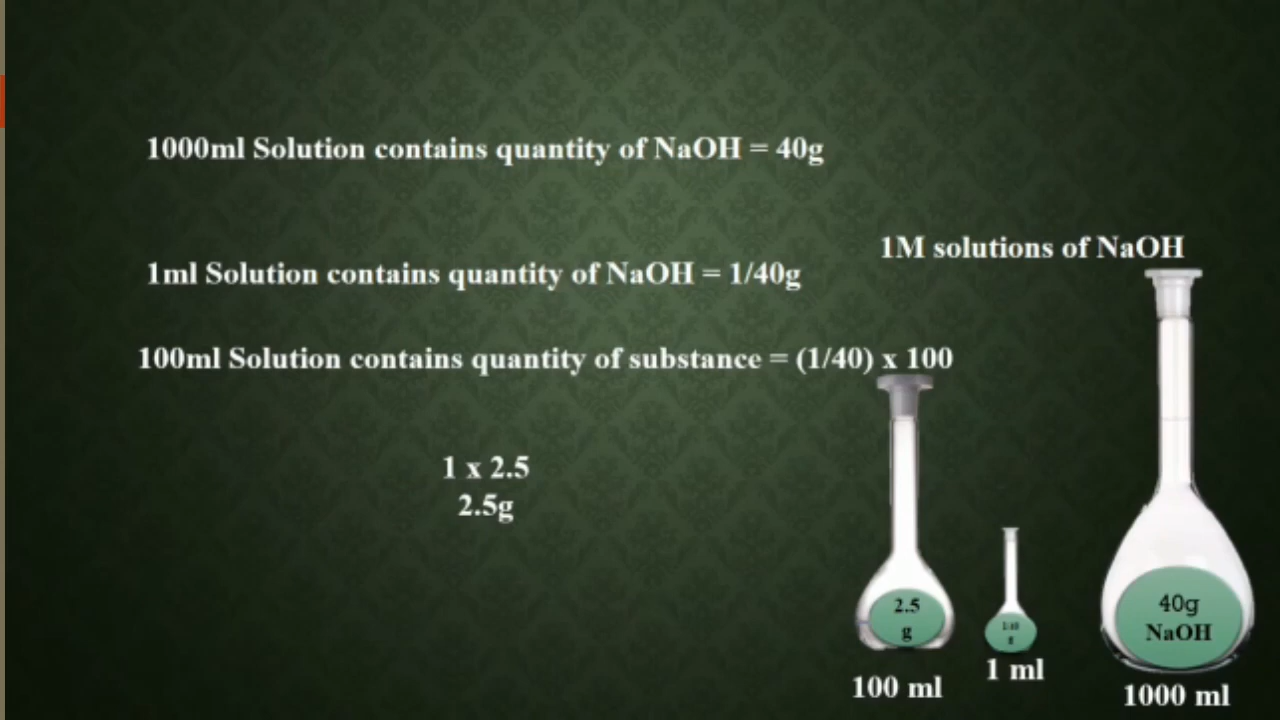 1000ml Solution contains quantity of NaOH = 40g
1M solutions of NaOH
1ml Solution contains quantity of NaOH = 1/40g
100ml Solution contains quantity of substance = (1/40) x 100
1 x 2.5
2.5g
2.5
g
1/40
g
40g
NaOH
100 ml
1 ml
1000 ml